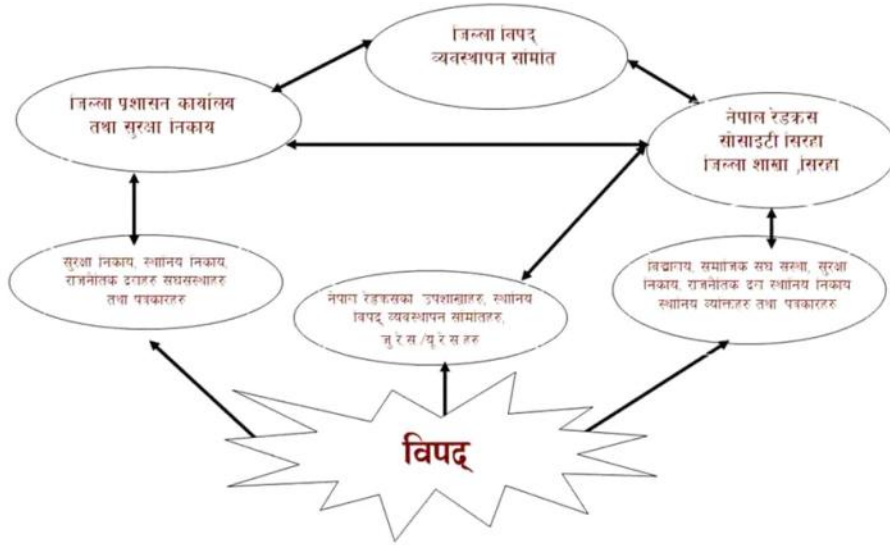 जिल्ला विपद्
व्यवस्थापन समिति
जिल्ला प्रशासन कार्यालय
तथा सुरक्षा निकाय
नेपाल रेडक्रस
सोसाइटी सिरहा
जिल्ला शाखा ,सिरहा
सुरक्षा निकाय, स्थानिय निकाय,
राजनैतिक दलहरु संघसंस्थाहरु
तथा पत्रकारहरु
नेपाल रेडक्रसका उपशाखाहरु, स्थानिय
विपद् व्यवस्थापन समितिहरु,
जु रे स /यू रे स हरु
विद्यालय, समाजिक संघ संस्था, सुरक्षा
निकाय, राजनैतिक दल स्थानिय निकाय
स्थानिय व्यक्तिहरु तथा पत्रकारहरु
विपद्